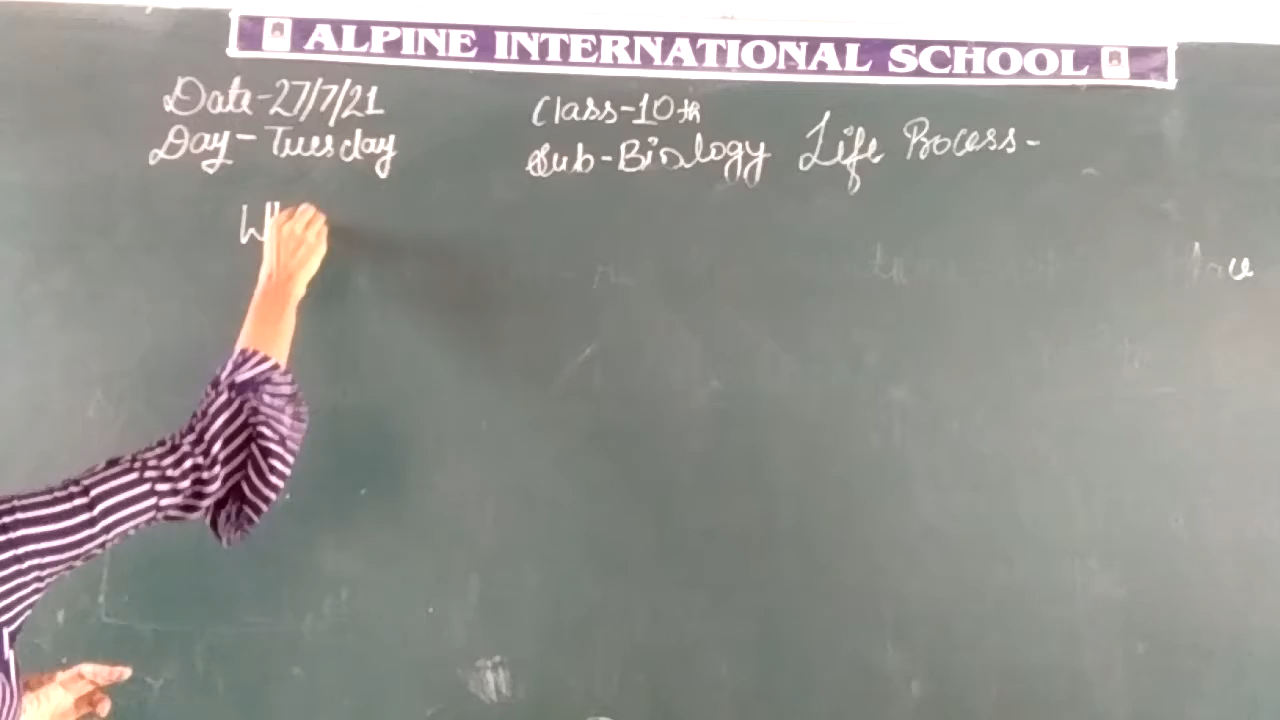 ALPINE INTERNATIONAL SCHOOL
Date-27/7/21
Day-Tuesday
Class-10th
Sub-Biology
Life Process-